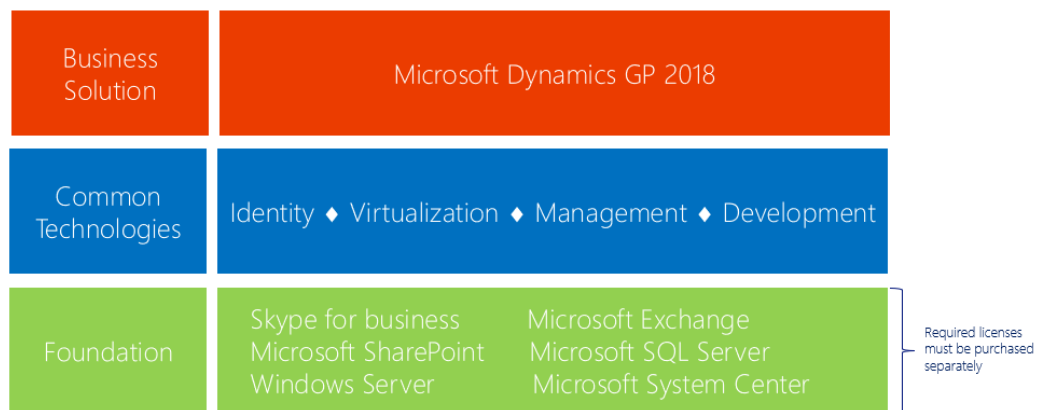 Business
Solution
Microsoft Dynamics GP 2018
Common
Technologies
Identity ♦ Virtualization ♦ Management ♦ Development
Foundation
Skype for business Microsoft Exchange
Microsoft SharePoint Microsoft SQL Server
Windows Server Microsoft System Center
Required licenses
must be purchased
separately